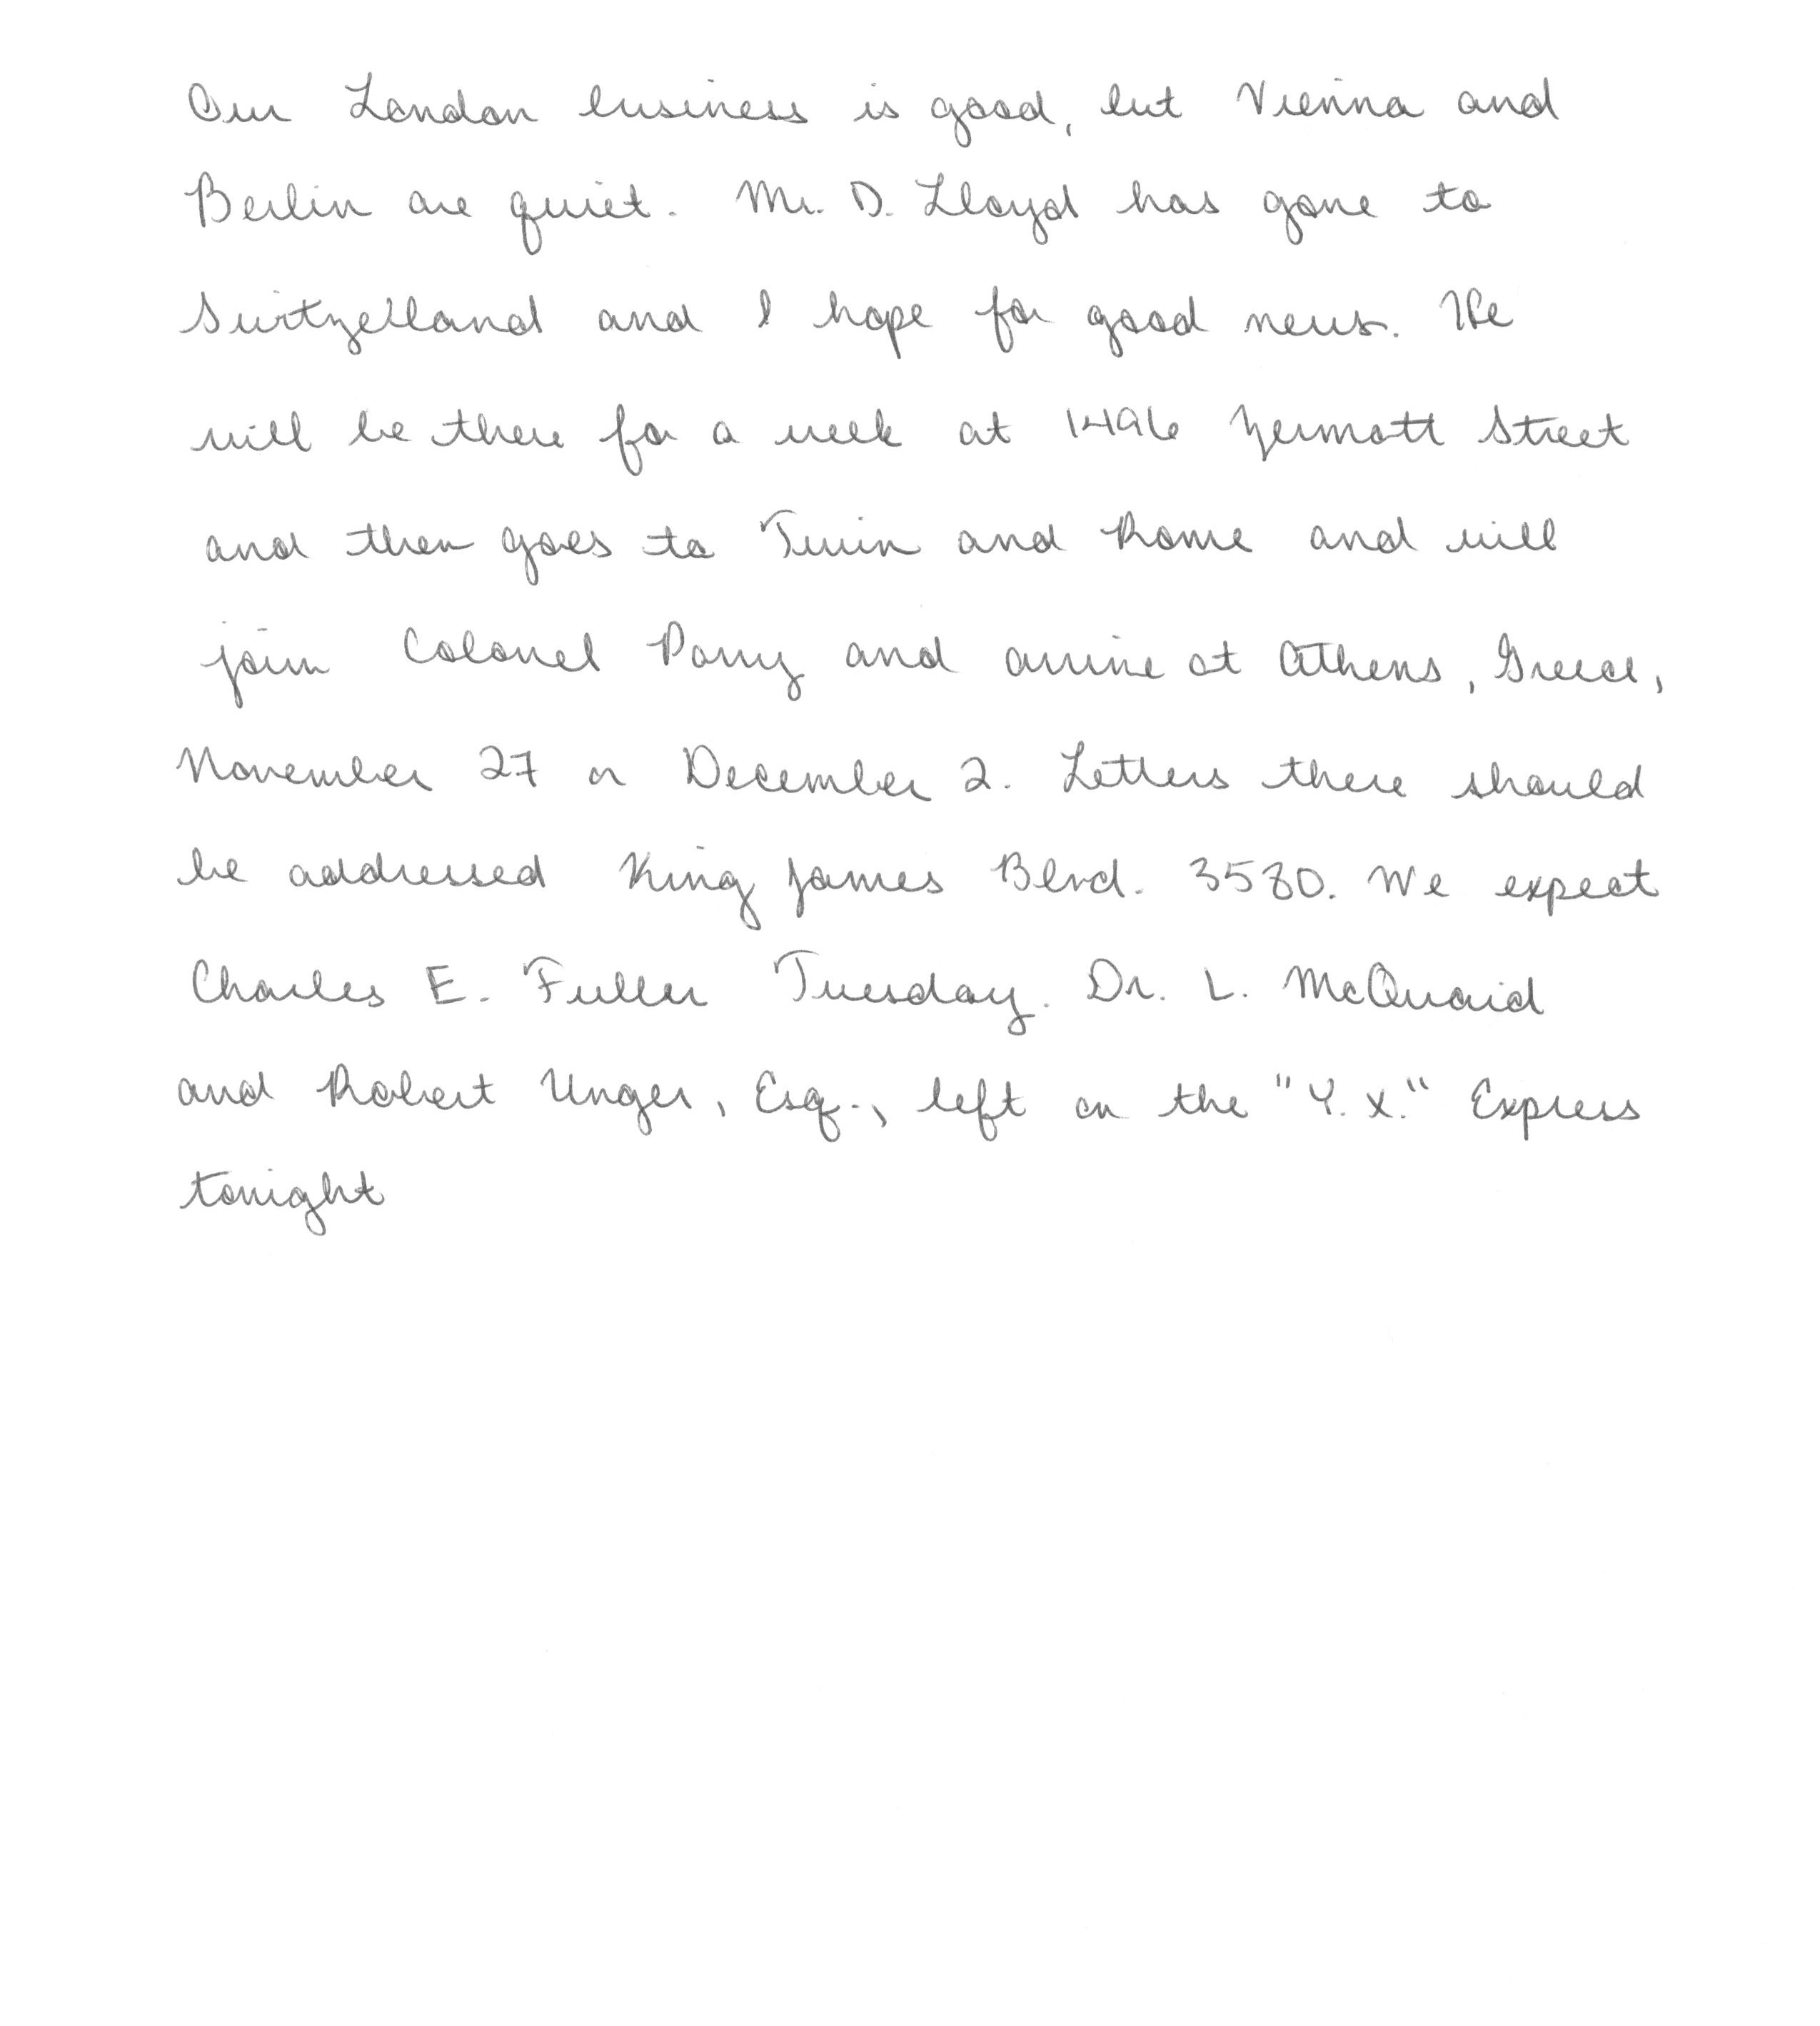 Our London business is good, but Vienna and
Berlin are quiet. Mr. D. Lloyd has gone to
Switzerland and I hope for good news. He
will be there for a week at 1496 Zermott Street
and then goes to Turin and Rome and will
join Colonel Parry and arrive at Athens, Greece,
November 27 or December 2. Letters there should
be addressed King James Blvd. 3580. We expect
Charles E. Fuller Tuesday. Dr. L. McQuaid
and Robert Unger, Esq., left on the "Y.X." Express
tonight